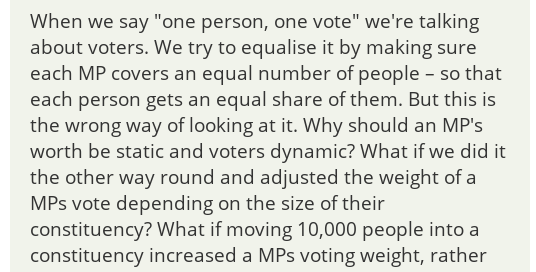 When we say "one person, one vote" we're talking
about voters. We try to equalise it by making sure
each MP covers an equal number of people – so that
each person gets an equal share of them. But this is
the wrong way of looking at it. Why should an MP's
worth be static and voters dynamic? What if we did it
the other way round and adjusted the weight of a
MPs vote depending on the size of their
constituency? What if moving 10,000 people into a
constituency increased a MPs voting weight, rather